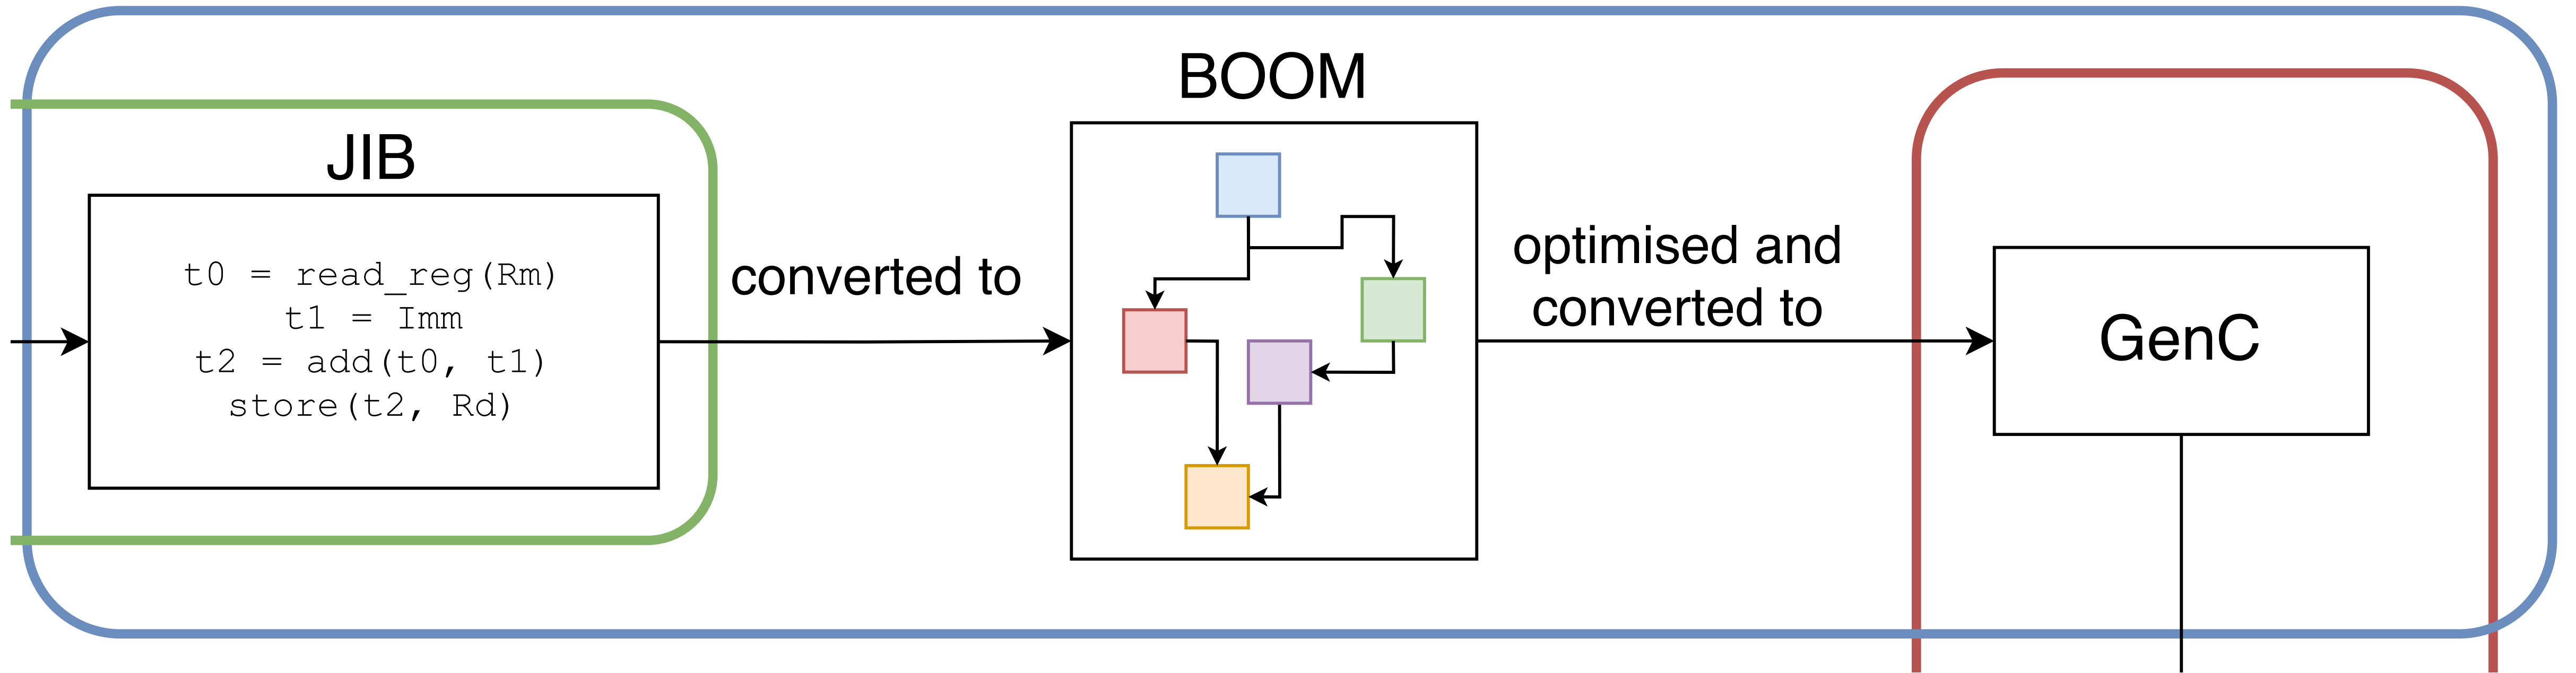 JIB
t0 = read_reg(Rm)
t1 = Imm
t2 = add(t0, t1)
store(t2, Rd)
converted to
BOOM
optimised and
converted to
GenC